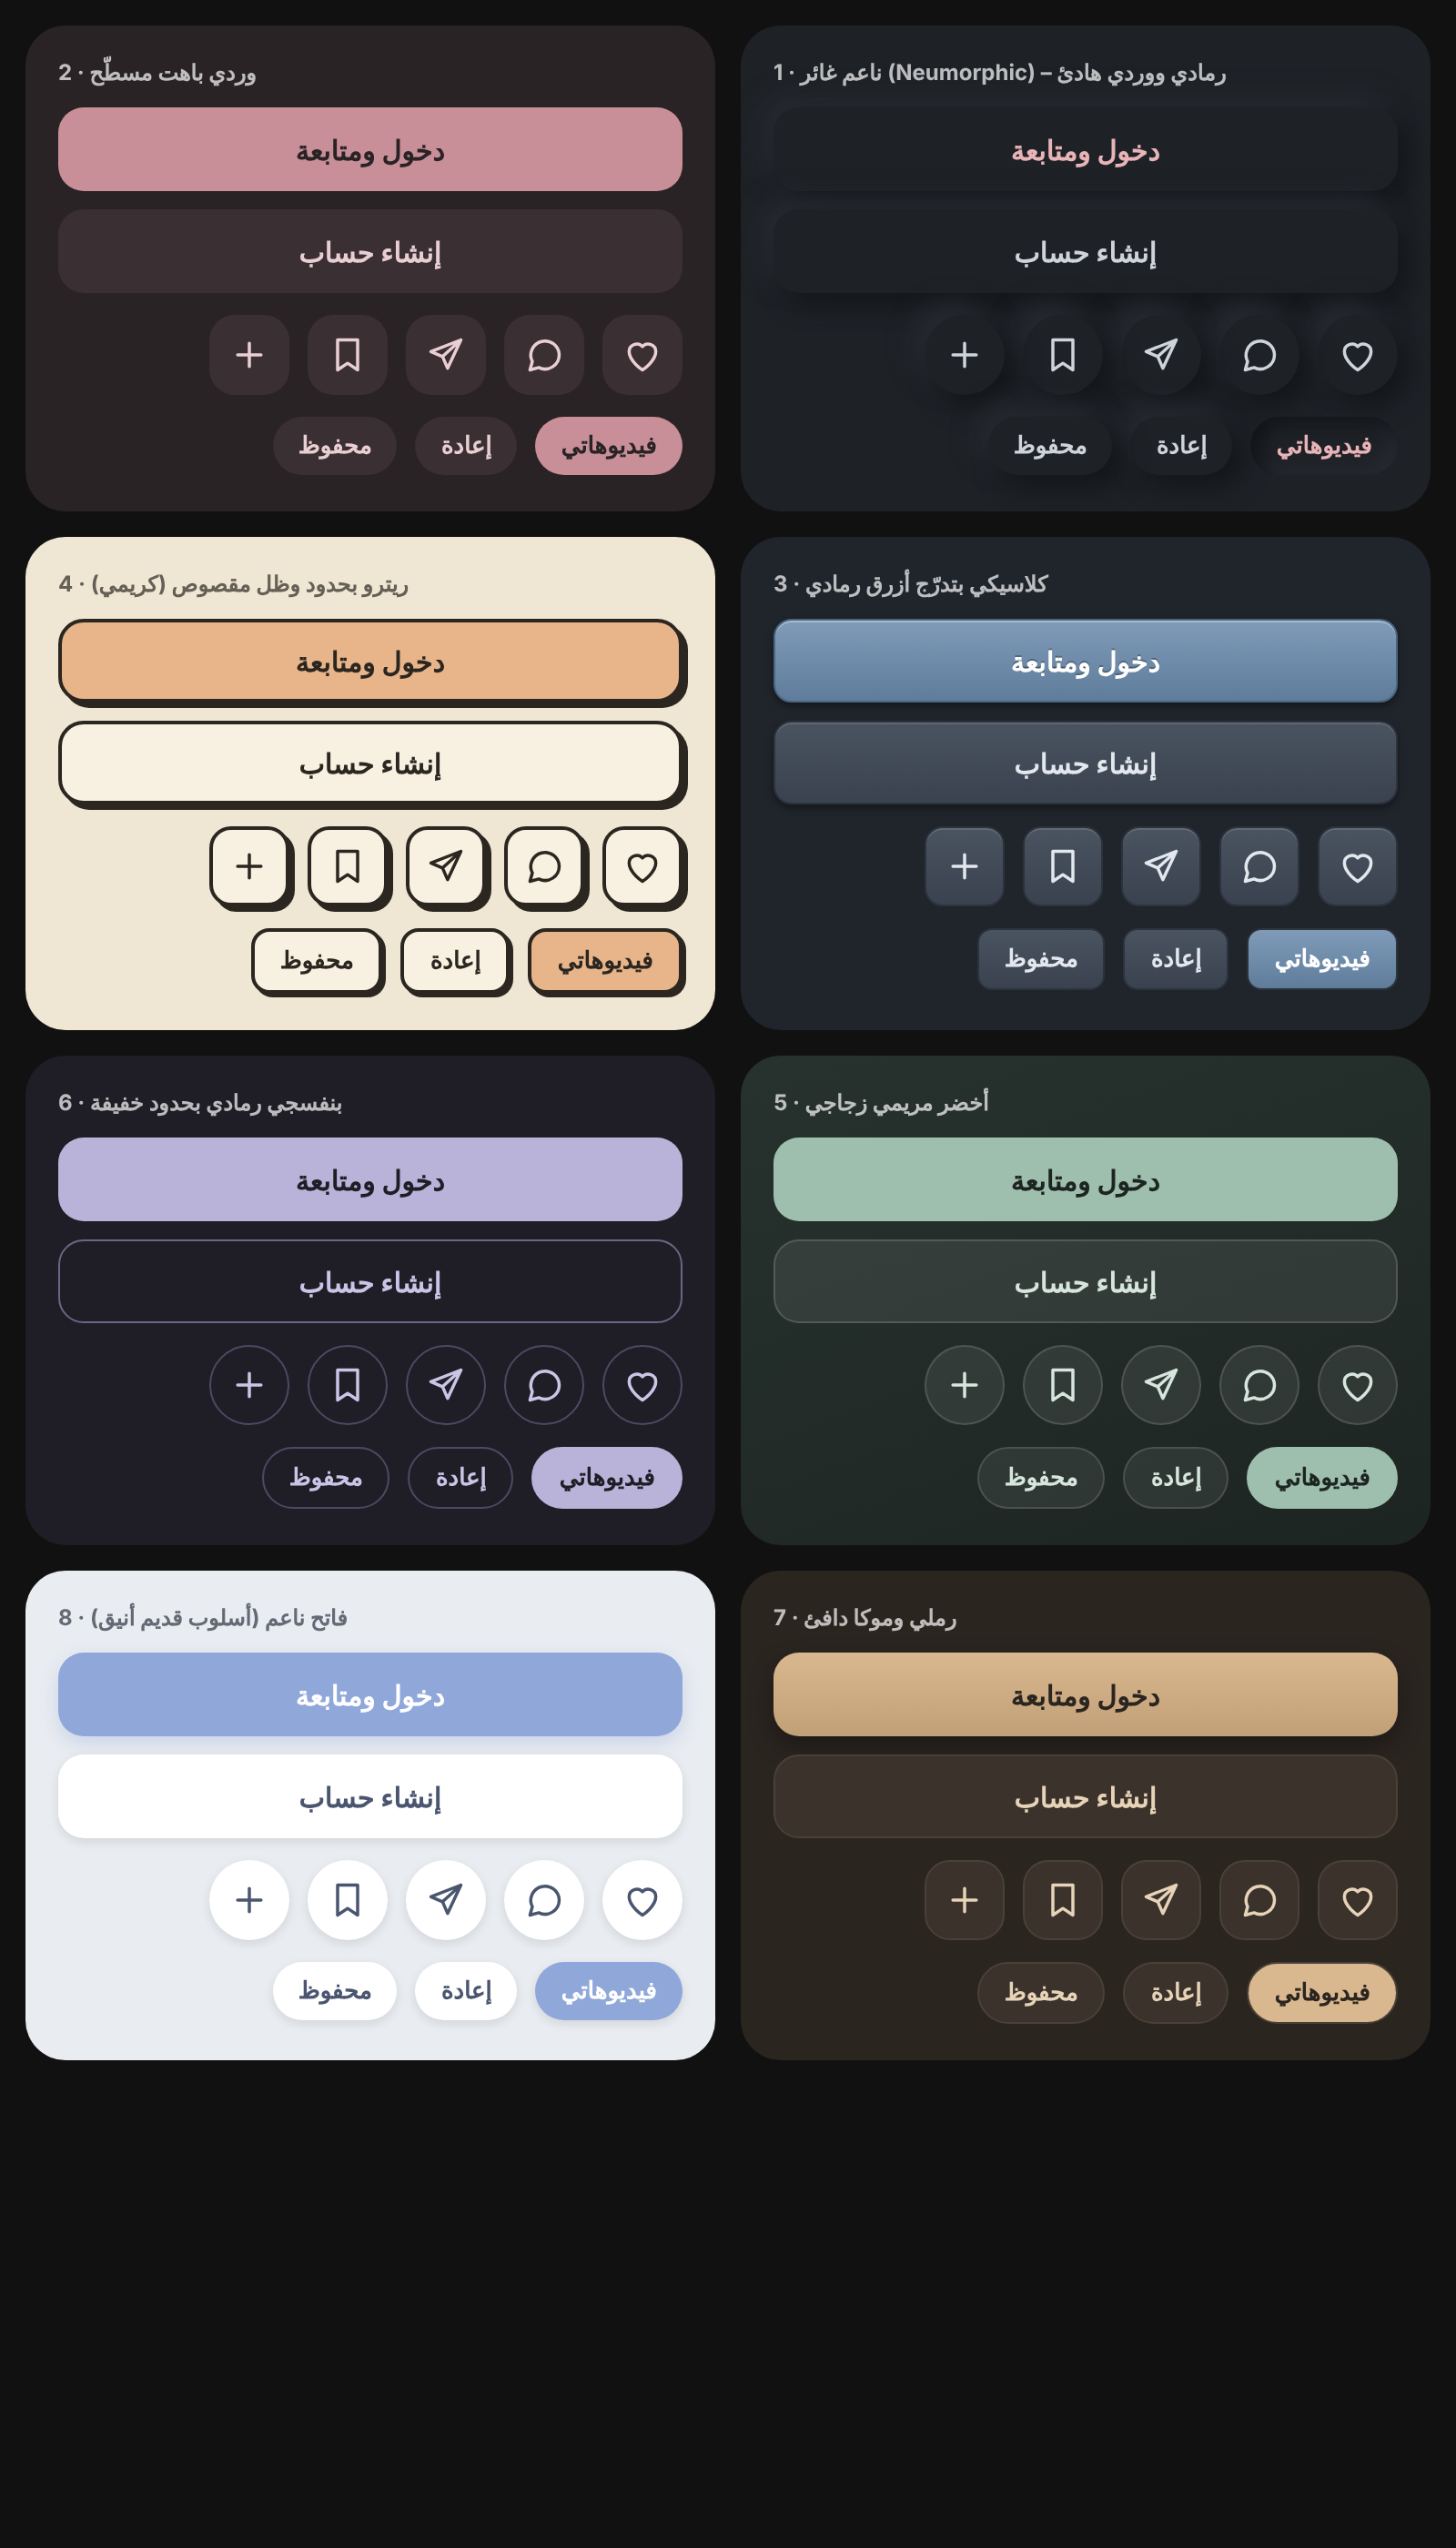 1 · ناعم غائر (Neumorphic) – رمادي ووردي هادئ
دخول ومتابعة
إنشاء حساب
فيديوهاتي إعادة محفوظ
2 · وردي باهت مسطّح
دخول ومتابعة
إنشاء حساب
فيديوهاتي إعادة محفوظ
3 · كلاسيكي بتدرّج أزرق رمادي
دخول ومتابعة
إنشاء حساب
فيديوهاتي إعادة محفوظ
4 · ريترو بحدود وظل مقصوص (كريمي)
دخول ومتابعة
إنشاء حساب
فيديوهاتي إعادة محفوظ
5 · أخضر مريمي زجاجي
دخول ومتابعة
إنشاء حساب
فيديوهاتي إعادة محفوظ
6 · بنفسجي رمادي بحدود خفيفة
دخول ومتابعة
إنشاء حساب
فيديوهاتي إعادة محفوظ
7 · رملي وموكا دافئ
دخول ومتابعة
إنشاء حساب
فيديوهاتي إعادة محفوظ
8 · فاتح ناعم (أسلوب قديم أنيق)
دخول ومتابعة
إنشاء حساب
فيديوهاتي إعادة محفوظ